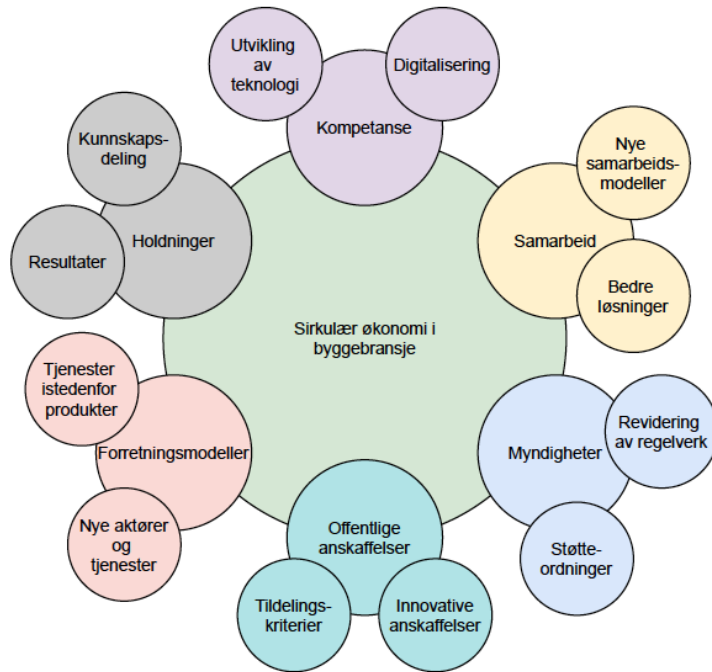 Utvikling
av
teknologi
Digitalisering
Kompetanse
Kunnskaps-
deling
Holdninger
Resultater
Nye
samarbeids-
modeller
Samarbeid
Bedre
løsninger
Sirkulær økonomi i
byggebransje
Tjenester
istedenfor
produkter
Forretningsmodeller
Nye aktører
og
tjenester
Revidering
av regelverk
Myndigheter
Støtte-
ordninger
Offentlige
anskaffelser
Tildelings-
kriterier
Innovative
anskaffelser